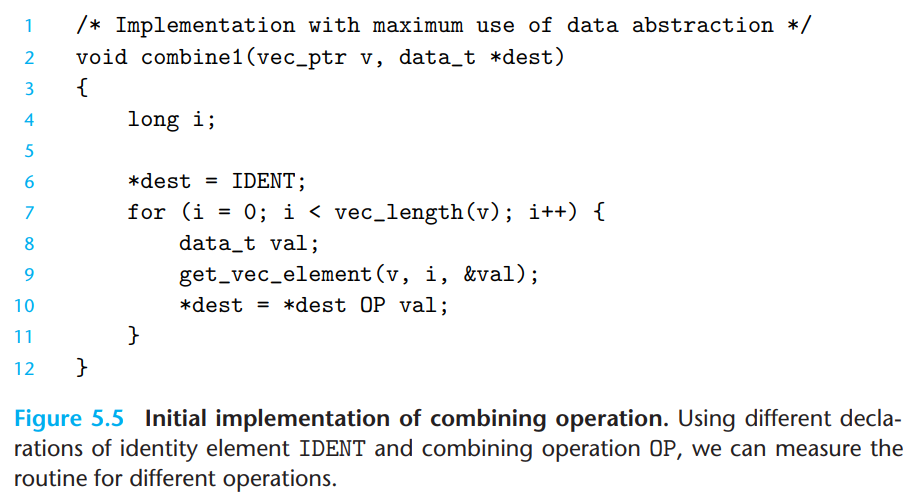 1 /* Implementation with maximum use of data abstraction */
2 void combine1(vec_ptr v, data_t *dest)
3 {
4     long i;
5
6     *dest = IDENT;
7     for (i = 0; i < vec_length(v); i++) {
8         data_t val;
9         get_vec_element(v, i, &val);
10         *dest = *dest OP val;
11     }
12 }
Figure 5.5 Initial implementation of combining operation. Using different decla-
rations of identity element IDENT and combining operation OP, we can measure the
routine for different operations.